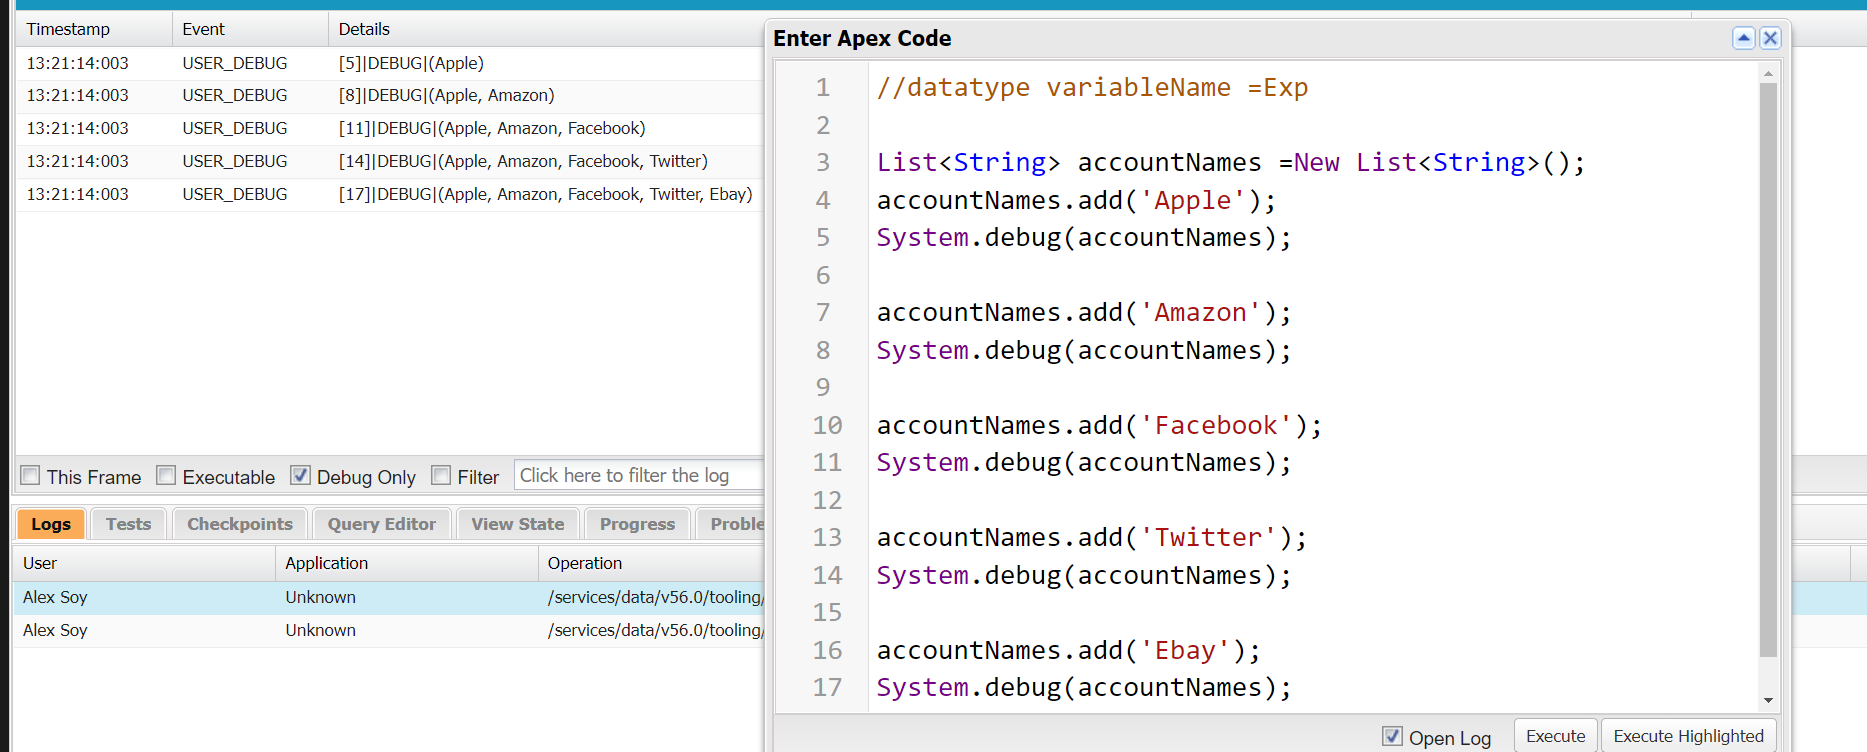 Timestamp Event Details
13:21:14:003 USER_DEBUG [5]|DEBUG|(Apple)
13:21:14:003 USER_DEBUG [8]|DEBUG|(Apple, Amazon)
13:21:14:003 USER_DEBUG [11]|DEBUG|(Apple, Amazon, Facebook)
13:21:14:003 USER_DEBUG [14]|DEBUG|(Apple, Amazon, Facebook, Twitter)
13:21:14:003 USER_DEBUG [17]|DEBUG|(Apple, Amazon, Facebook, Twitter, Ebay)
This Frame Executable Debug Only Filter Click here to filter the log
Logs Tests Checkpoints Query Editor View State Progress Proble
User Application Operation
Alex Soy Unknown /services/data/v56.0/tooling/
Alex Soy Unknown /services/data/v56.0/tooling/
Enter Apex Code
1 //datatype variableName =Exp
2
3 List<String> accountNames =New List<String>();
4 accountNames.add('Apple');
5 System.debug(accountNames);
6
7 accountNames.add('Amazon');
8 System.debug(accountNames);
9
10 accountNames.add('Facebook');
11 System.debug(accountNames);
12
13 accountNames.add('Twitter');
14 System.debug(accountNames);
15
16 accountNames.add('Ebay');
17 System.debug(accountNames);
Open Log Execute Execute Highlighted